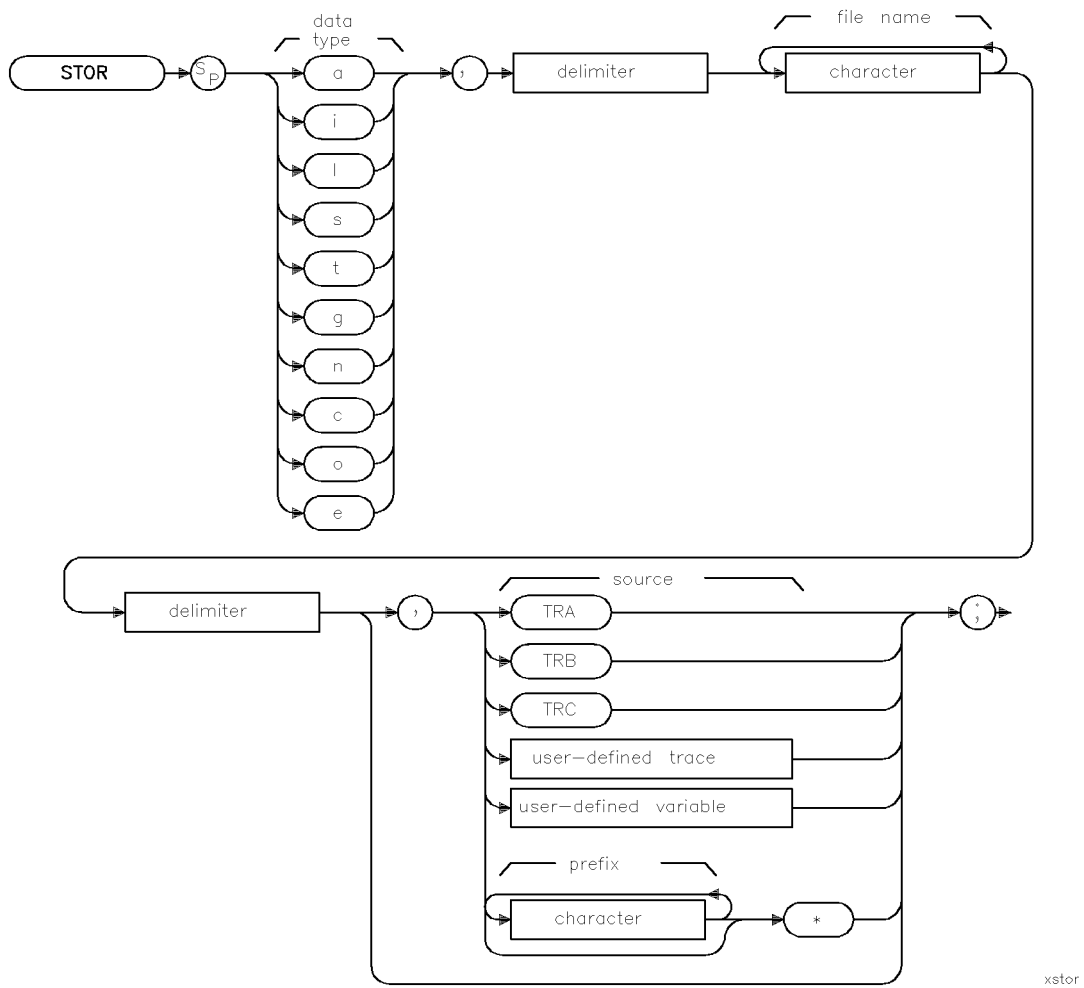 data
type
file name
STOR
SP
a
,
delimiter
character
i
l
s
t
g
n
c
o
e
source
delimiter
,
TRA
;
TRB
TRC
user-defined trace
user-defined variable
prefix
character
*
xstor